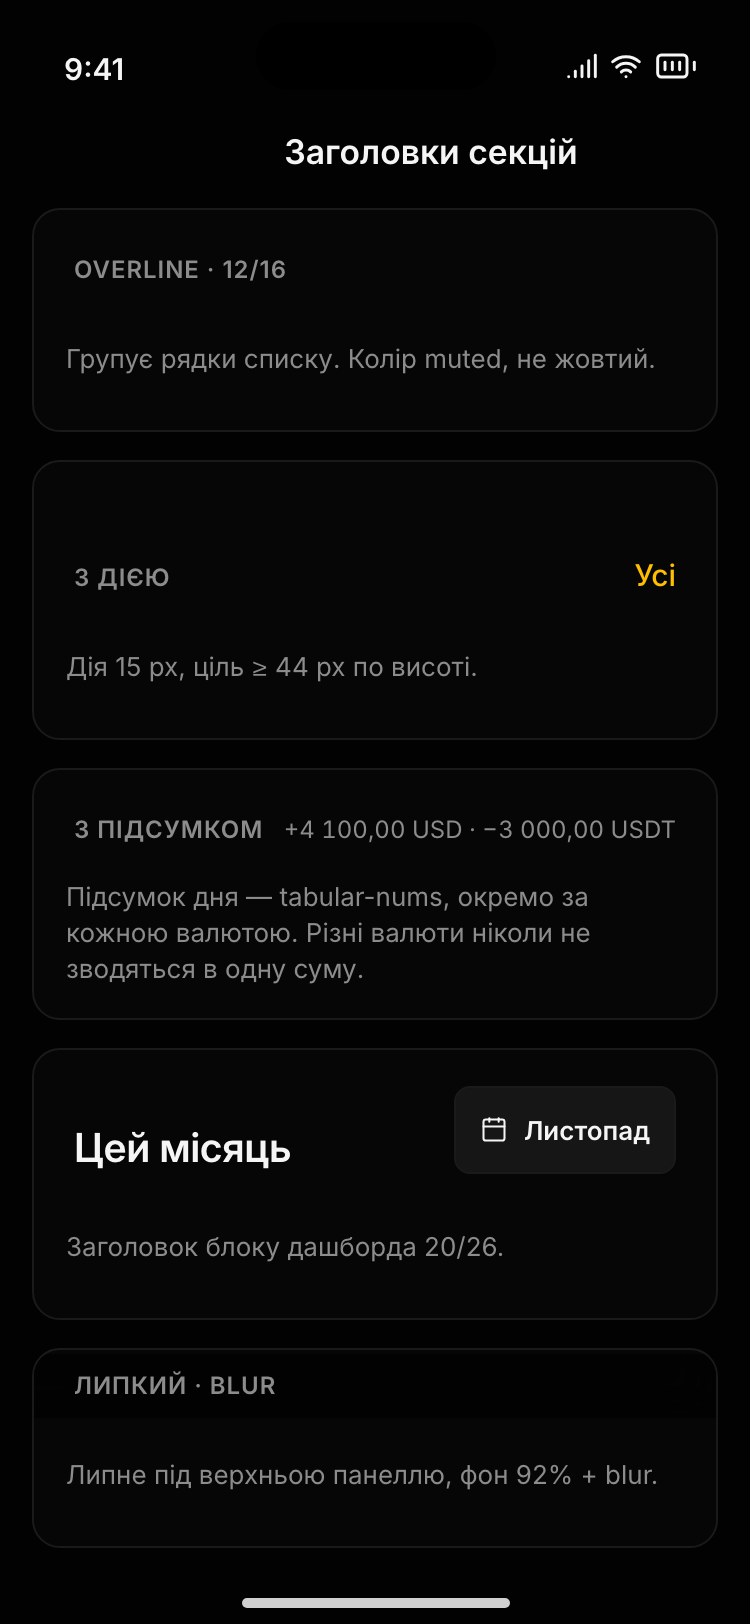 9:41
Заголовки секцій
OVERLINE · 12/16
Групує рядки списку. Колір muted, не жовтий.
З ДІЄЮ
Усі
Дія 15 px, ціль ≥ 44 px по висоті.
З ПІДСУМКОМ +4 100,00 USD · −3 000,00 USDT
Підсумок дня — tabular-nums, окремо за
кожною валютою. Різні валюти ніколи не
зводяться в одну суму.
Цей місяць
Листопад
Заголовок блоку дашборда 20/26.
ЛИПКИЙ · BLUR
Липне під верхньою панеллю, фон 92% + blur.